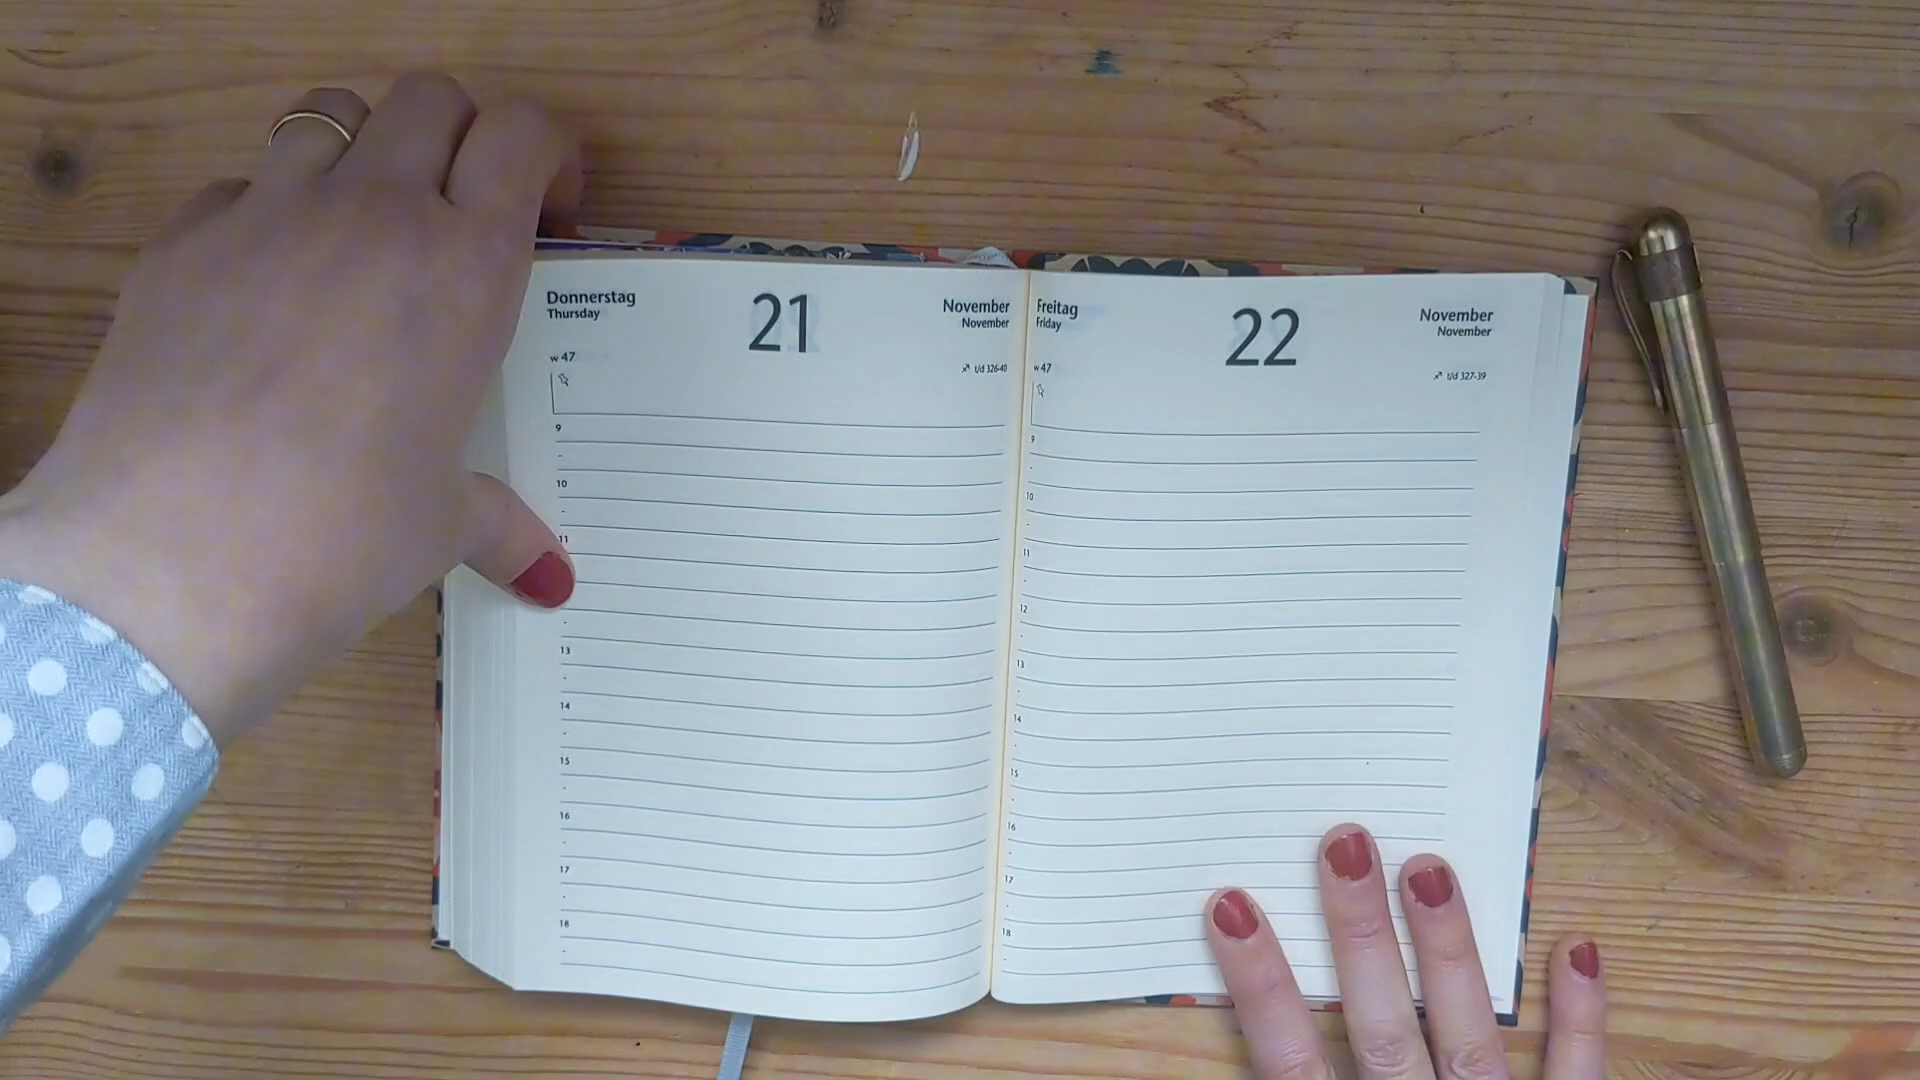 Donnerstag
Thursday
21
November
November
w 47
t/d 326-40
9
10
11
13
14
15
16
17
18
Freitag
Friday
22
November
November
w 47
t/d 327-39
9
10
11
12
13
14
15
16
17
18